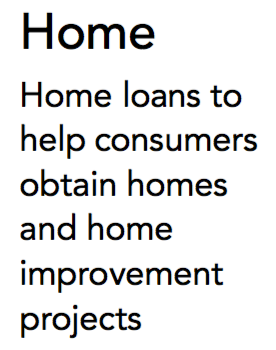 Home
Home loans to
help consumers
obtain homes
and home
improvement
projects